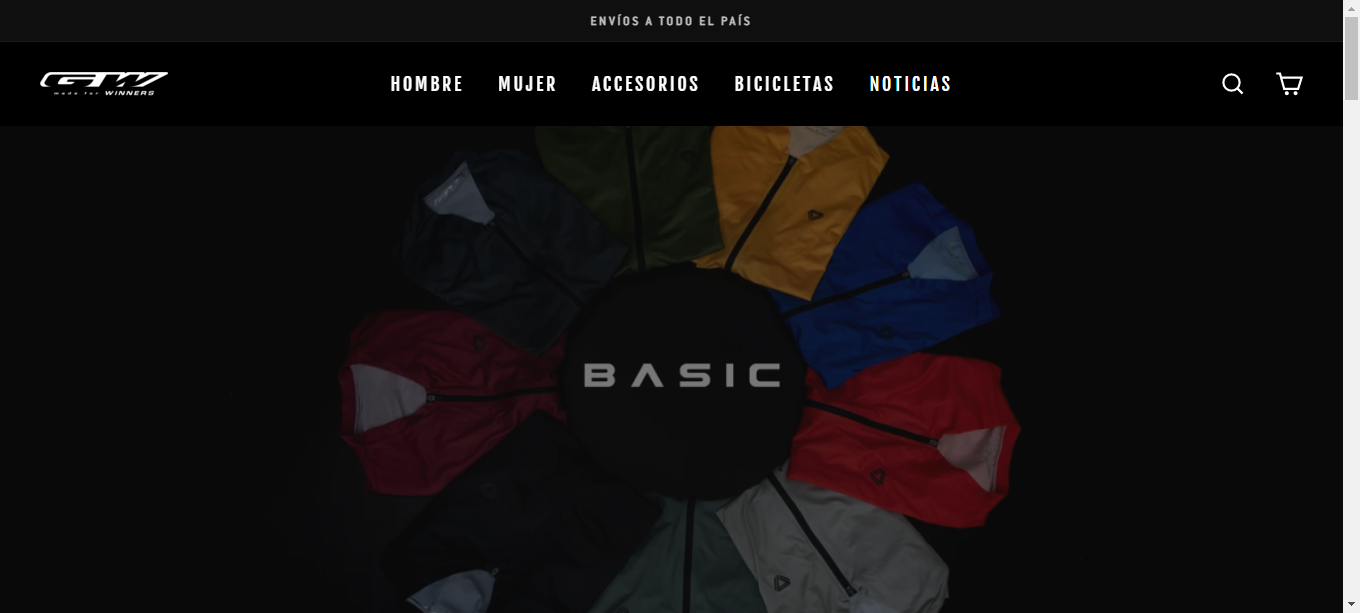 ENVÍOS A TODO EL PAÍS
GW
made for WINNERS
HOMBRE MUJER ACCESORIOS BICICLETAS NOTICIAS
BASIC